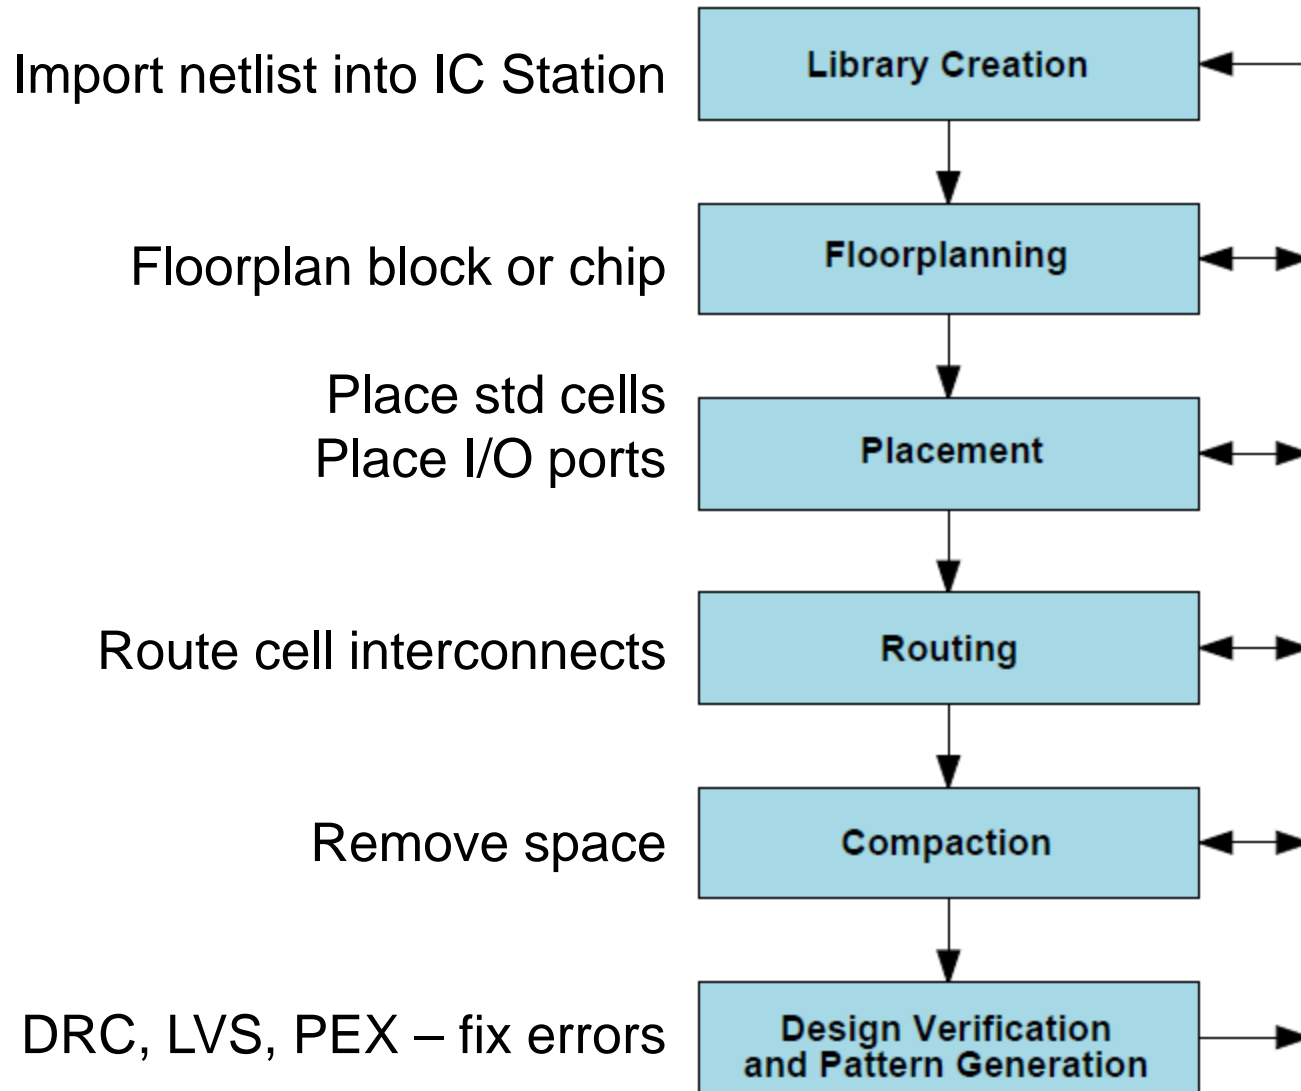 Import netlist into IC Station
Library Creation
Floorplan block or chip
Floorplanning
Place std cells
Place I/O ports
Placement
Route cell interconnects
Routing
Remove space
Compaction
DRC, LVS, PEX – fix errors
Design Verification
and Pattern Generation